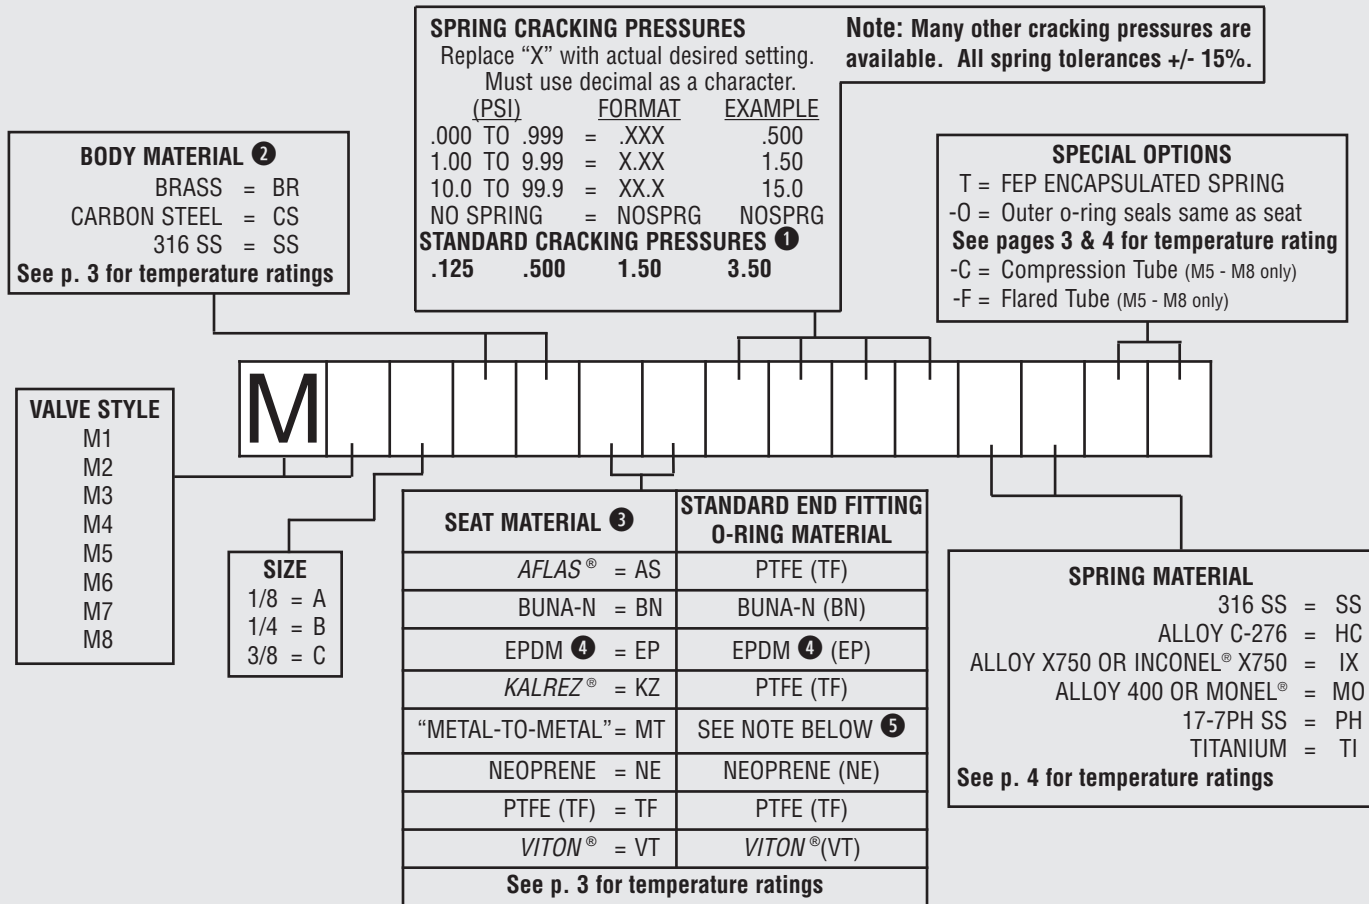 SPRING CRACKING PRESSURES
Replace “X” with actual desired setting.
Must use decimal as a character.
(PSI) FORMAT EXAMPLE
.000 TO .999 = .XXX .500
1.00 TO 9.99 = X.XX 1.50
10.0 TO 99.9 = XX.X 15.0
NO SPRING = NOSPRG NOSPRG
STANDARD CRACKING PRESSURES ❶
.125 .500 1.50 3.50
Note: Many other cracking pressures are
available. All spring tolerances +/- 15%.
BODY MATERIAL ❷
BRASS = BR
CARBON STEEL = CS
316 SS = SS
See p. 3 for temperature ratings
SPECIAL OPTIONS
T = FEP ENCAPSULATED SPRING
-O = Outer o-ring seals same as seat
See pages 3 & 4 for temperature rating
-C = Compression Tube (M5 - M8 only)
-F = Flared Tube (M5 - M8 only)
M
VALVE STYLE
M1
M2
M3
M4
M5
M6
M7
M8
SIZE
1/8 = A
1/4 = B
3/8 = C
SEAT MATERIAL ❸ STANDARD END FITTING
O-RING MATERIAL
AFLAS® = AS PTFE (TF)
BUNA-N = BN BUNA-N (BN)
EPDM ❹ = EP EPDM ❹ (EP)
KALREZ® = KZ PTFE (TF)
“METAL-TO-METAL”= MT SEE NOTE BELOW ❺
NEOPRENE = NE NEOPRENE (NE)
PTFE (TF) = TF PTFE (TF)
VITON® = VT VITON®(VT)
See p. 3 for temperature ratings
SPRING MATERIAL
316 SS = SS
ALLOY C-276 = HC
ALLOY X750 OR INCONEL® X750 = IX
ALLOY 400 OR MONEL® = MO
17-7PH SS = PH
TITANIUM = TI
See p. 4 for temperature ratings